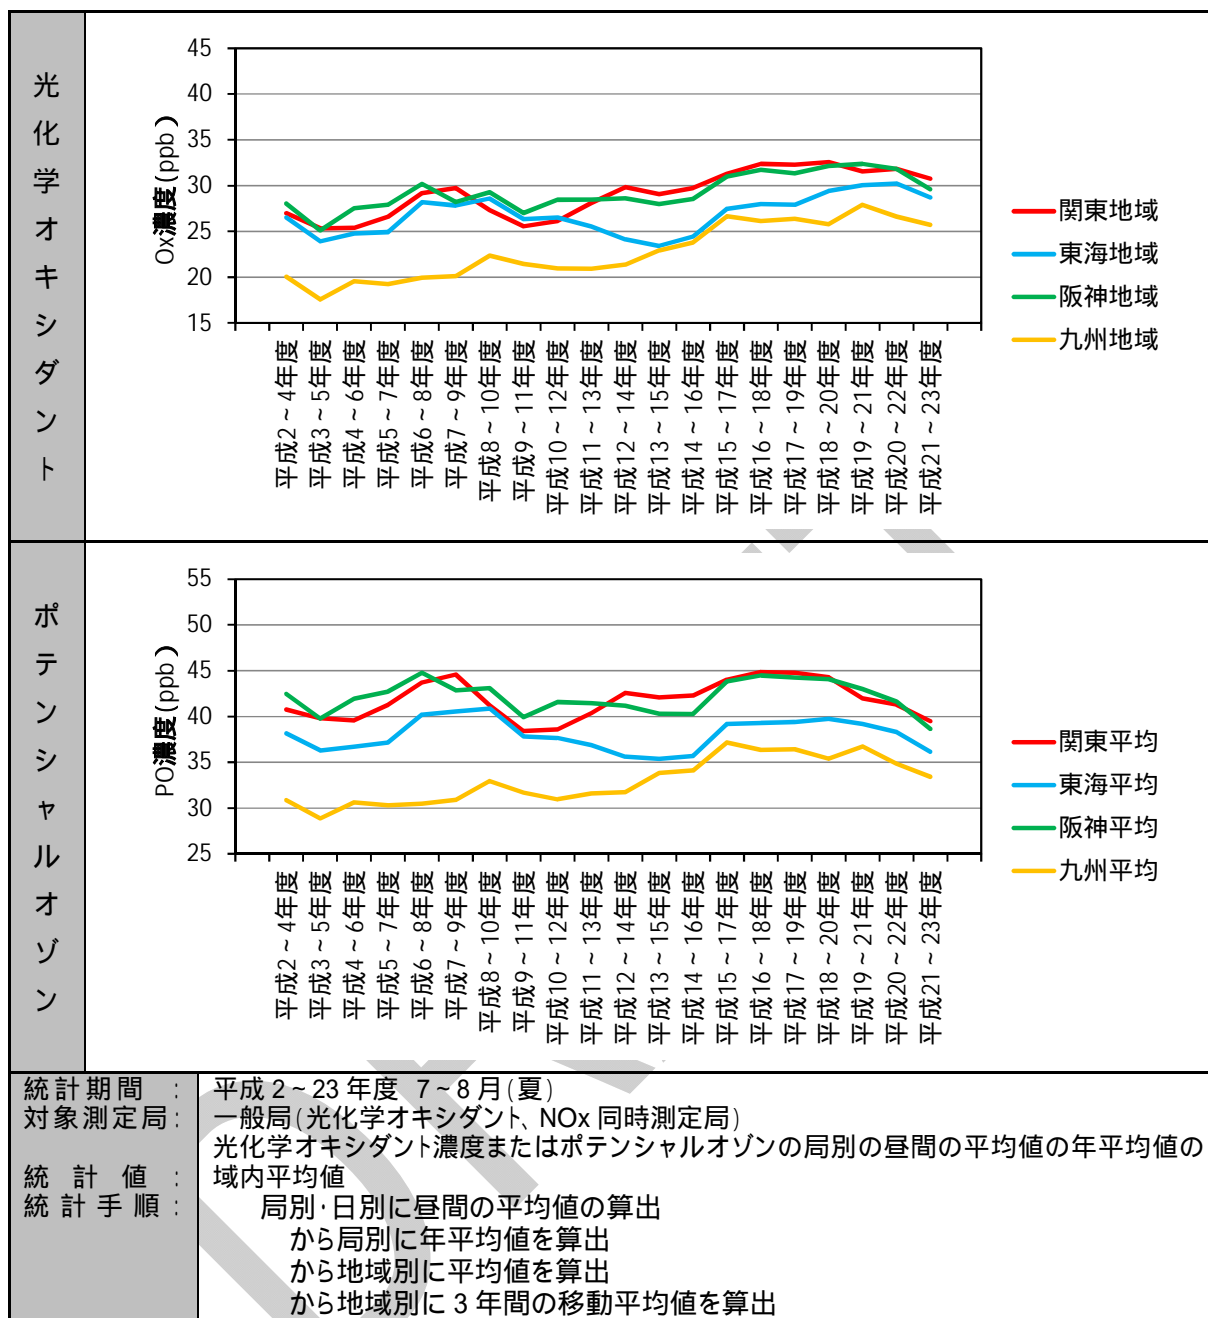 光化学オキシダント
45
40
35
30
25
20
15
Ox濃度(ppb)
平成2~4年度
平成3~5年度
平成4~6年度
平成5~7年度
平成6~8年度
平成7~9年度
平成8~10年度
平成9~11年度
平成10~12年度
平成11~13年度
平成12~14年度
平成13~15年度
平成14~16年度
平成15~17年度
平成16~18年度
平成17~19年度
平成18~20年度
平成19~21年度
平成20~22年度
平成21~23年度
関東地域
東海地域
阪神地域
九州地域
ポテンシャルオゾン
55
50
45
40
35
30
25
PO濃度(ppb)
平成2~4年度
平成3~5年度
平成4~6年度
平成5~7年度
平成6~8年度
平成7~9年度
平成8~10年度
平成9~11年度
平成10~12年度
平成11~13年度
平成12~14年度
平成13~15年度
平成14~16年度
平成15~17年度
平成16~18年度
平成17~19年度
平成18~20年度
平成19~21年度
平成20~22年度
平成21~23年度
関東平均
東海平均
阪神平均
九州平均
統計期間 : 平成2~23年度 7~8月(夏)
対象測定局: 一般局(光化学オキシダント、NOx同時測定局)
光化学オキシダント濃度またはポテンシャルオゾンの局別の昼間の平均値の年平均値の
統計値 : 域内平均値
統計手順: 局別・日別に昼間の平均値の算出
から局別に年平均値を算出
から地域別に平均値を算出
から地域別に3年間の移動平均値を算出